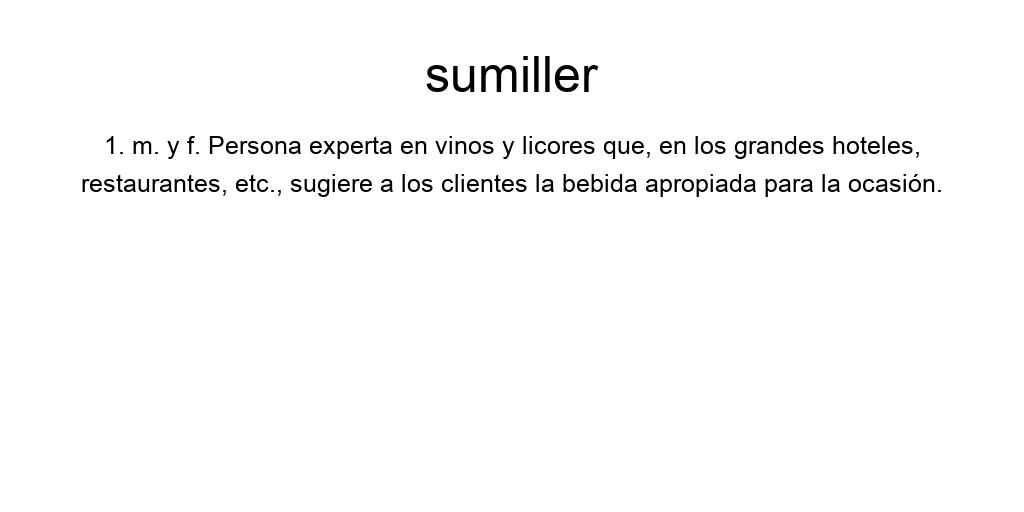 sumiller
1. m. y f. Persona experta en vinos y licores que, en los grandes hoteles,
restaurantes, etc., sugiere a los clientes la bebida apropiada para la ocasión.